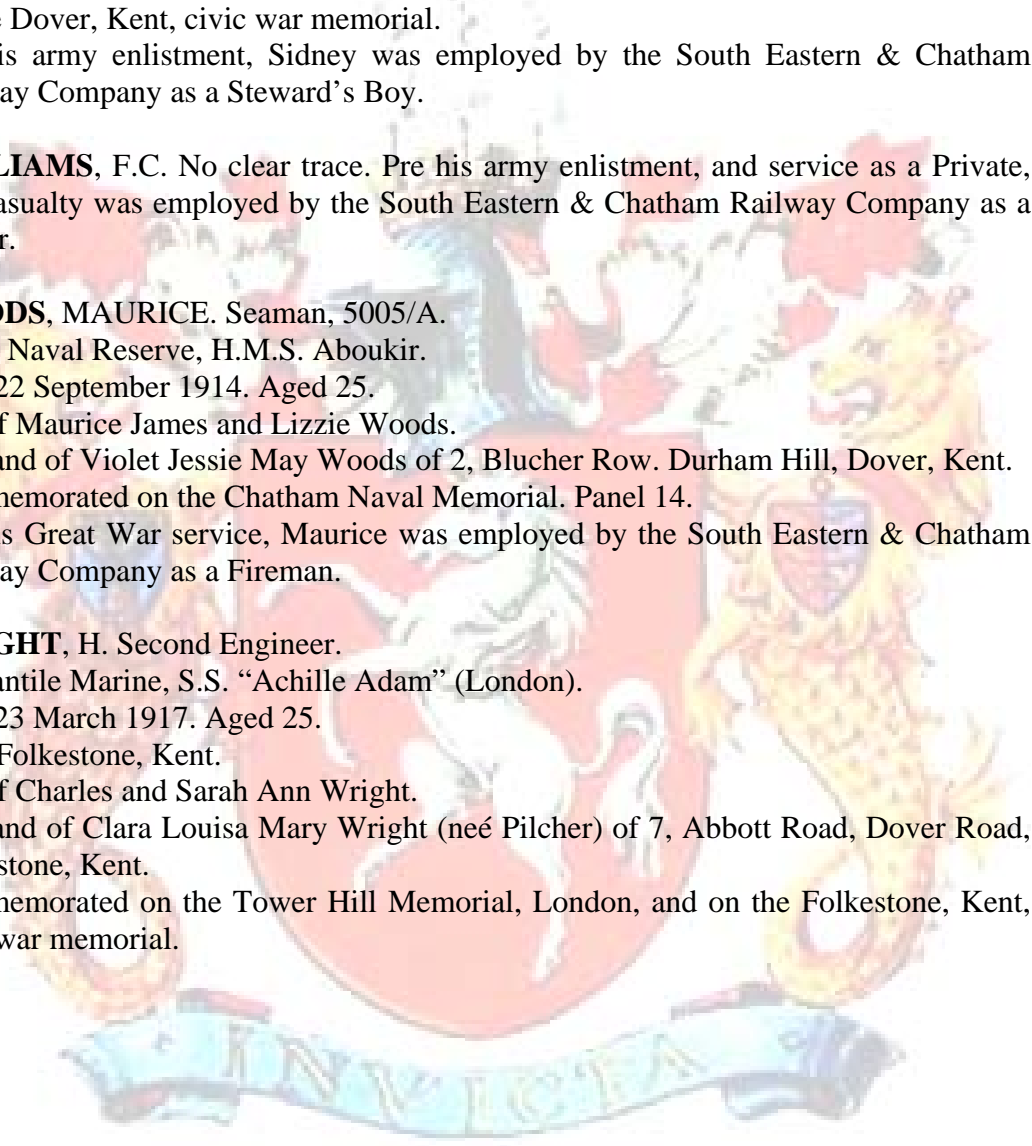 e Dover, Kent, civic war memorial.
is army enlistment, Sidney was employed by the South Eastern & Chatham
ay Company as a Steward's Boy.
LIAMS, F.C. No clear trace. Pre his army enlistment, and service as a Private,
asualty was employed by the South Eastern & Chatham Railway Company as a
r.
ODS, MAURICE. Seaman, 5005/A.
Naval Reserve, H.M.S. Aboukir.
22 September 1914. Aged 25.
f Maurice James and Lizzie Woods.
and of Violet Jessie May Woods of 2, Blucher Row. Durham Hill, Dover, Kent.
memorated on the Chatham Naval Memorial. Panel 14.
is Great War service, Maurice was employed by the South Eastern & Chatham
ay Company as a Fireman.
GHT, H. Second Engineer.
antile Marine, S.S. “Achille Adam” (London).
23 March 1917. Aged 25.
Folkestone, Kent.
f Charles and Sarah Ann Wright.
and of Clara Louisa Mary Wright (neé Pilcher) of 7, Abbott Road, Dover Road,
stone, Kent.
memorated on the Tower Hill Memorial, London, and on the Folkestone, Kent,
war memorial.
INVICTA